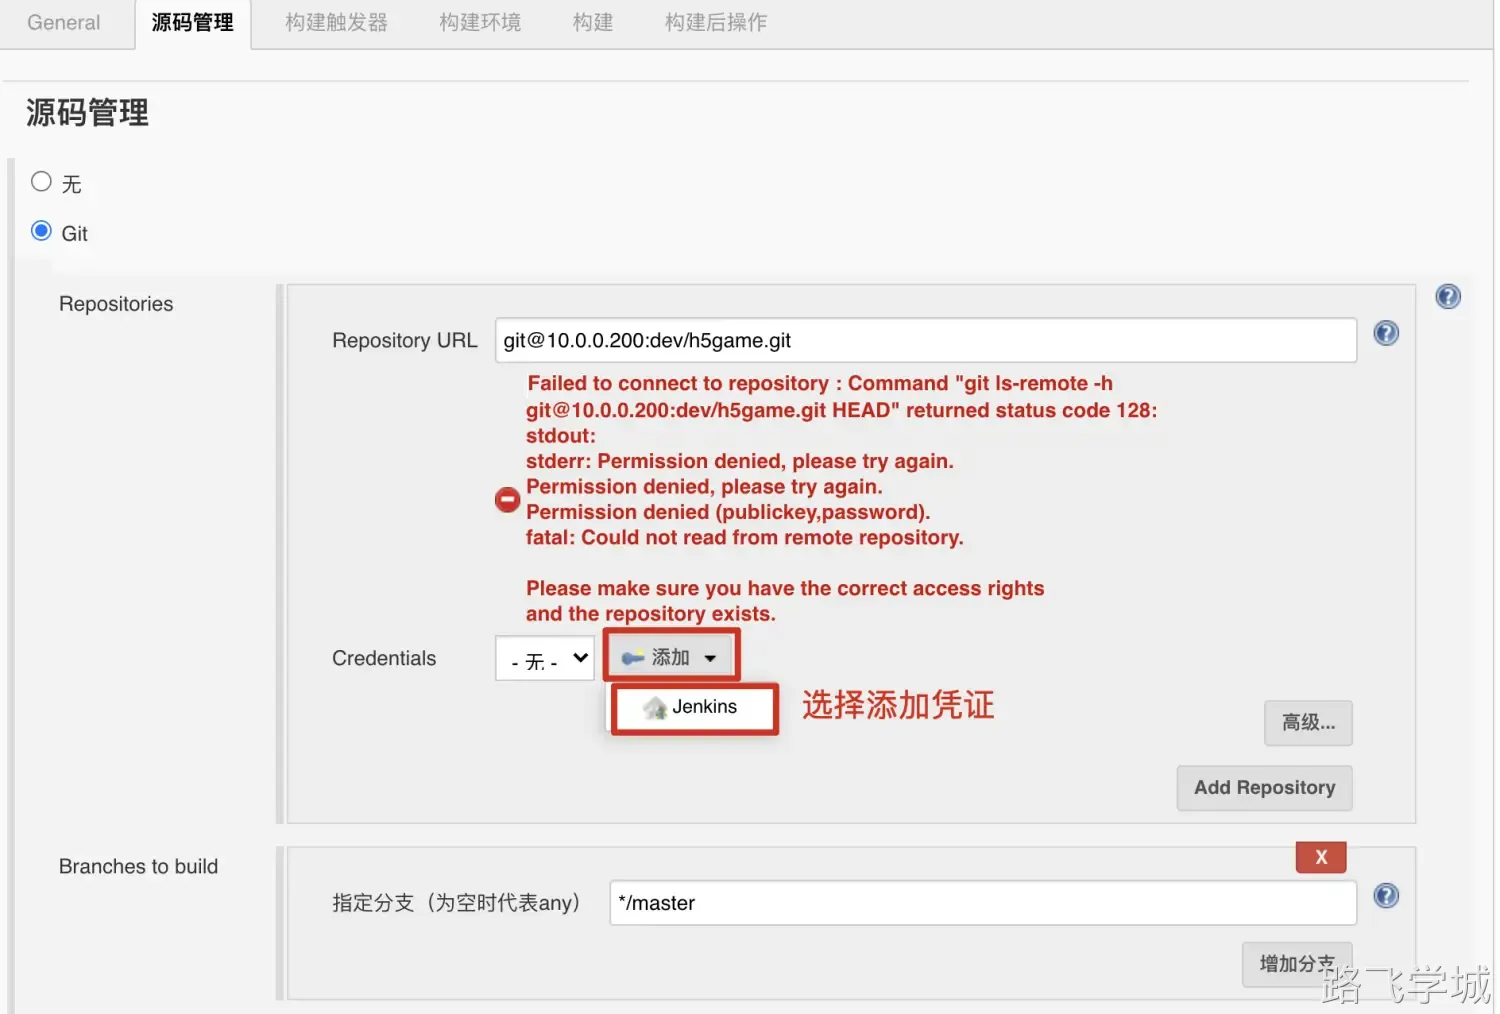 General 源码管理 构建触发器 构建环境 构建 构建后操作
源码管理
无
Git
Repositories
Repository URL git@10.0.0.200:dev/h5game.git
Failed to connect to repository : Command "git ls-remote -h
git@10.0.0.200:dev/h5game.git HEAD" returned status code 128:
stdout:
stderr: Permission denied, please try again.
Permission denied, please try again.
Permission denied (publickey,password).
fatal: Could not read from remote repository.
Please make sure you have the correct access rights
and the repository exists.
Credentials - 无 - 添加
Jenkins 选择添加凭证
高级...
Add Repository
Branches to build
X
指定分支（为空时代表any） */master
增加分支
路飞学城